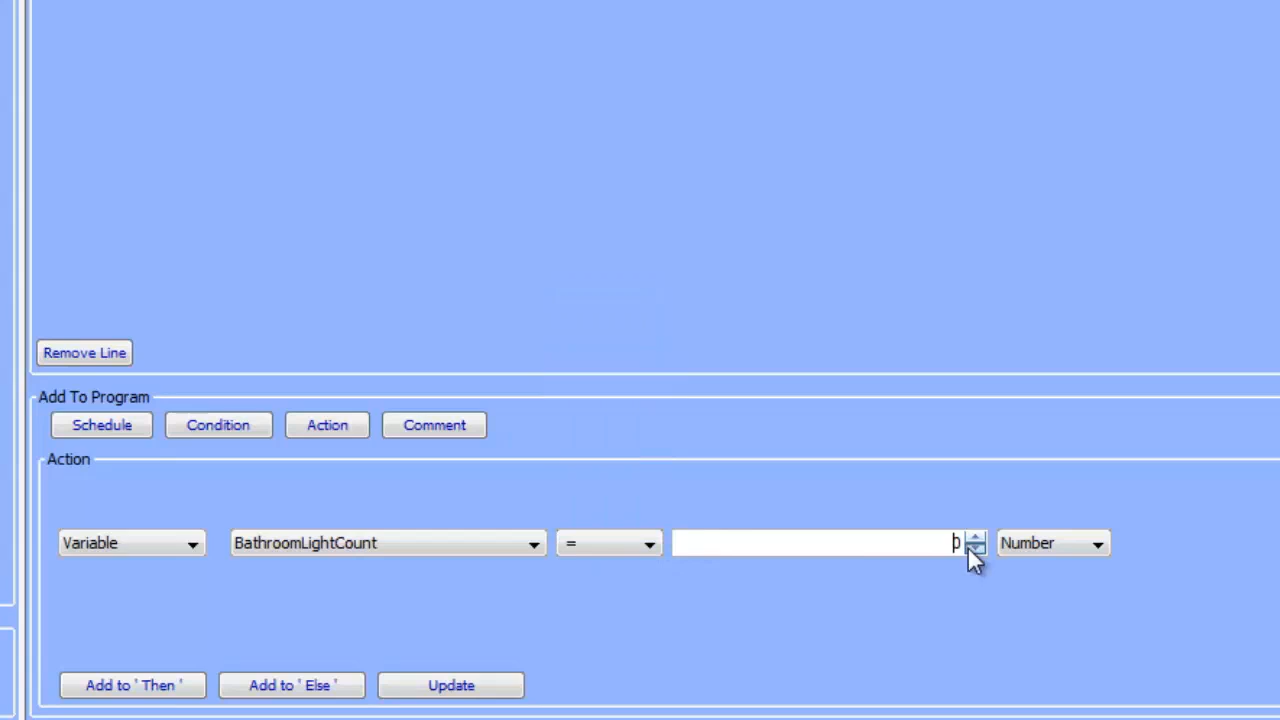 Remove Line
Add To Program
Schedule Condition Action Comment
Action
Variable BathroomLightCount = 0 Number
Add to ' Then ' Add to ' Else ' Update